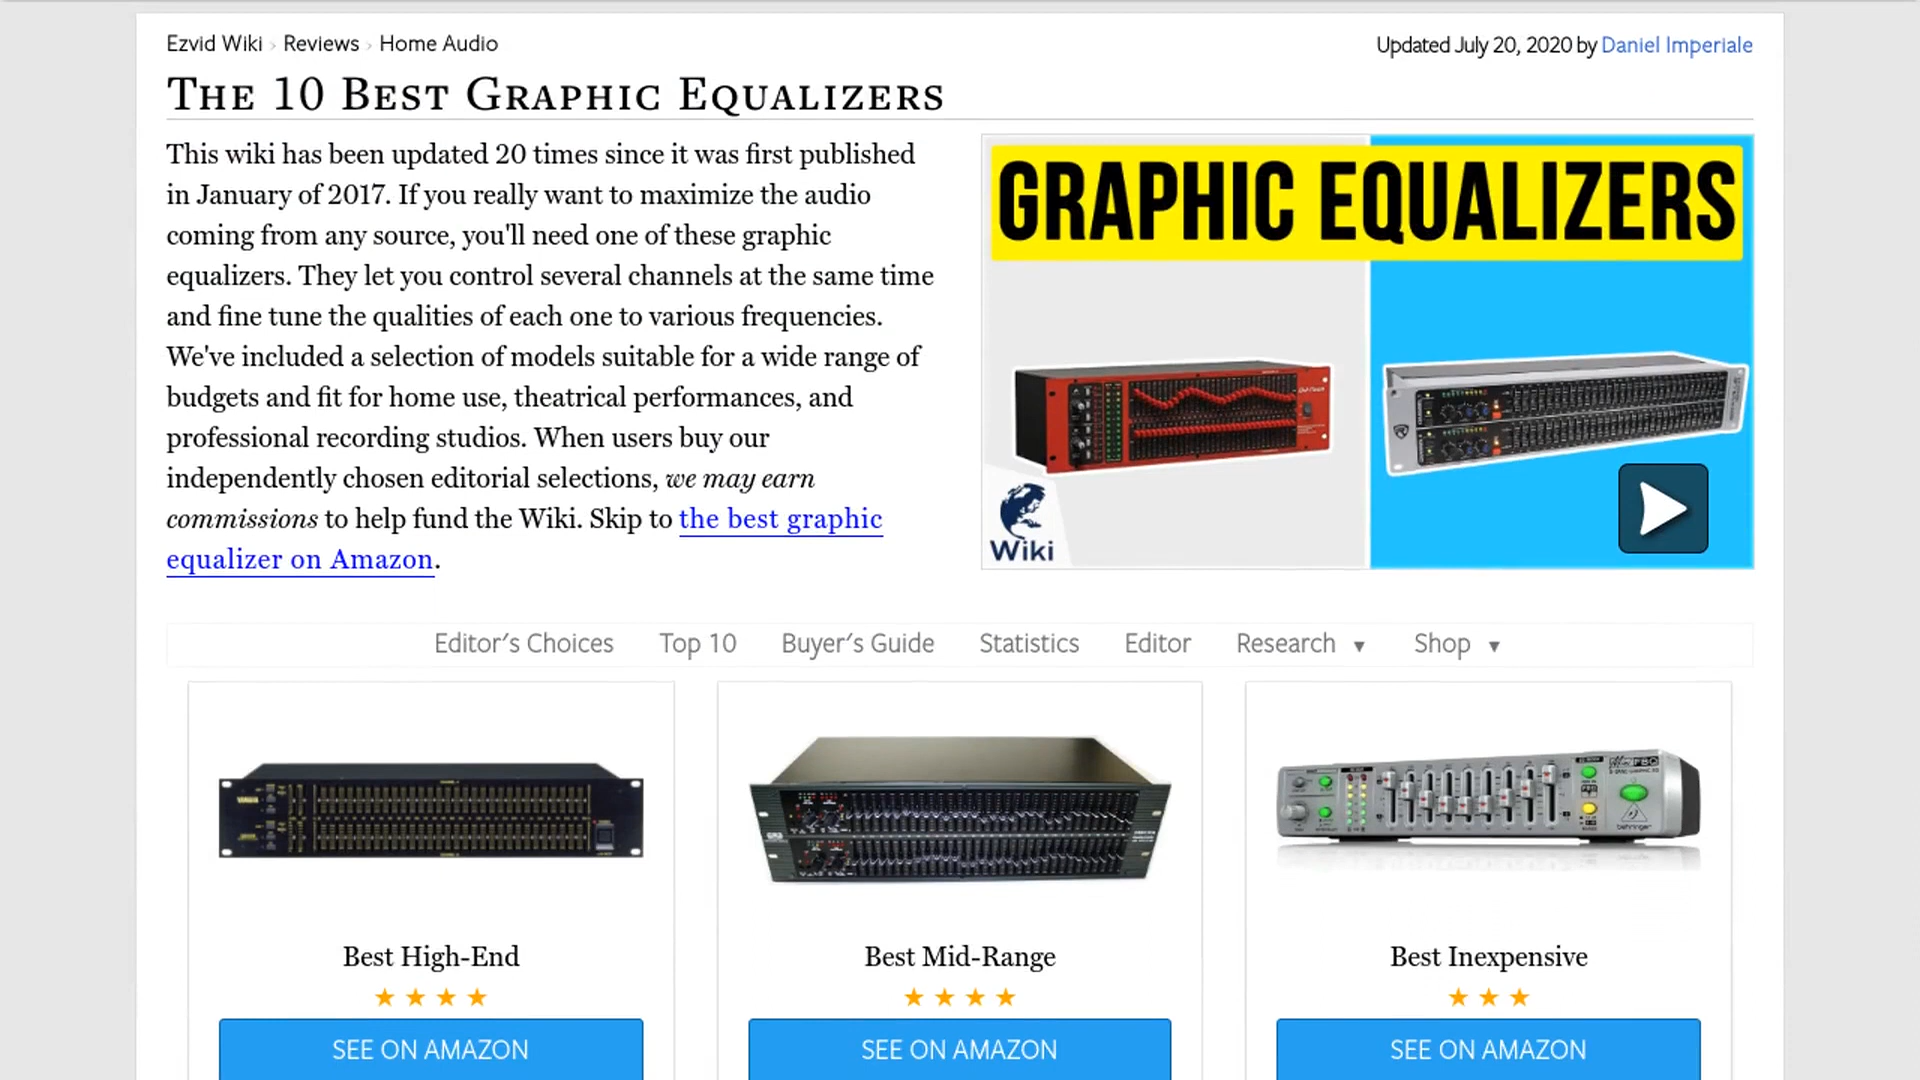 Ezvid Wiki › Reviews › Home Audio
Updated July 20, 2020 by Daniel Imperiale
The 10 Best Graphic Equalizers
This wiki has been updated 20 times since it was first published
in January of 2017. If you really want to maximize the audio
coming from any source, you'll need one of these graphic
equalizers. They let you control several channels at the same time
and fine tune the qualities of each one to various frequencies.
We've included a selection of models suitable for a wide range of
budgets and fit for home use, theatrical performances, and
professional recording studios. When users buy our
independently chosen editorial selections, we may earn
commissions to help fund the Wiki. Skip to the best graphic
equalizer on Amazon.
GRAPHIC EQUALIZERS
Wiki
Editor's Choices Top 10 Buyer's Guide Statistics Editor Research ▼ Shop ▼
FBQ
behringer
Best High-End
Best Mid-Range
Best Inexpensive
SEE ON AMAZON
SEE ON AMAZON
SEE ON AMAZON